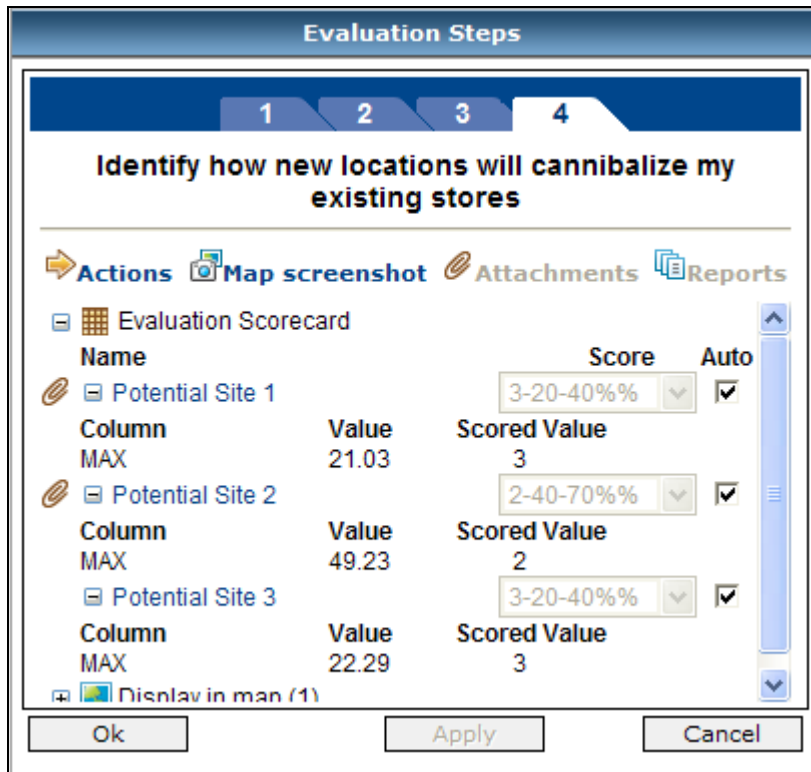 Evaluation Steps
1 2 3 4
Identify how new locations will cannibalize my
existing stores
Actions Map screenshot Attachments Reports
Evaluation Scorecard
Name Score Auto
Potential Site 1 3-20-40%%
Column Value Scored Value
MAX 21.03 3
Potential Site 2 2-40-70%%
Column Value Scored Value
MAX 49.23 2
Potential Site 3 3-20-40%%
Column Value Scored Value
MAX 22.29 3
Display in map (1)
Ok Apply Cancel